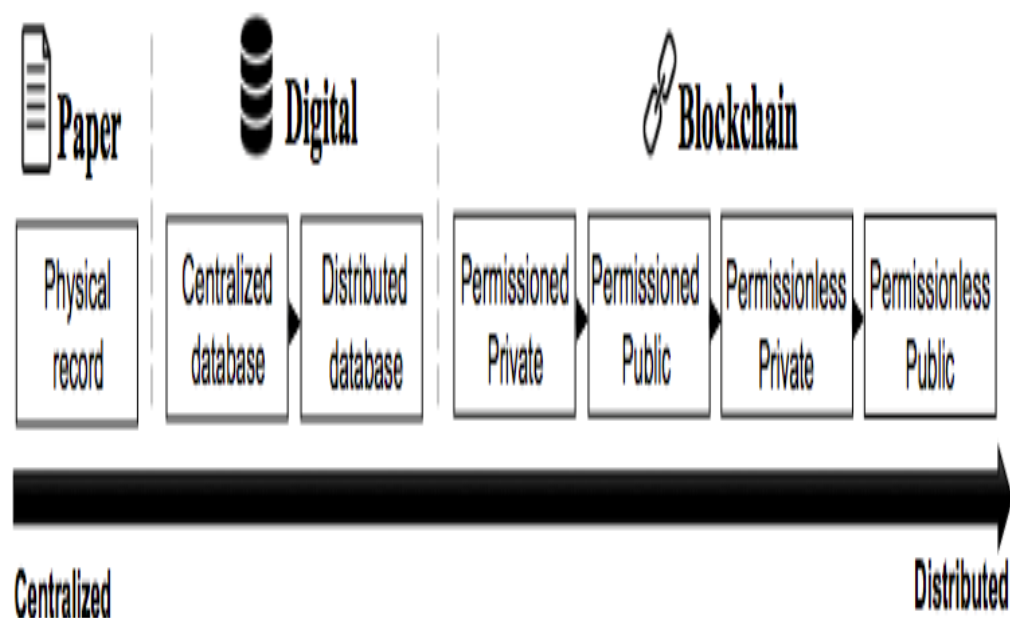 Paper
Digital
Blockchain
Physical
record
Centralized
database
Distributed
database
Permissioned
Private
Permissioned
Public
Permissionless
Private
Permissionless
Public
Centralized
Distributed